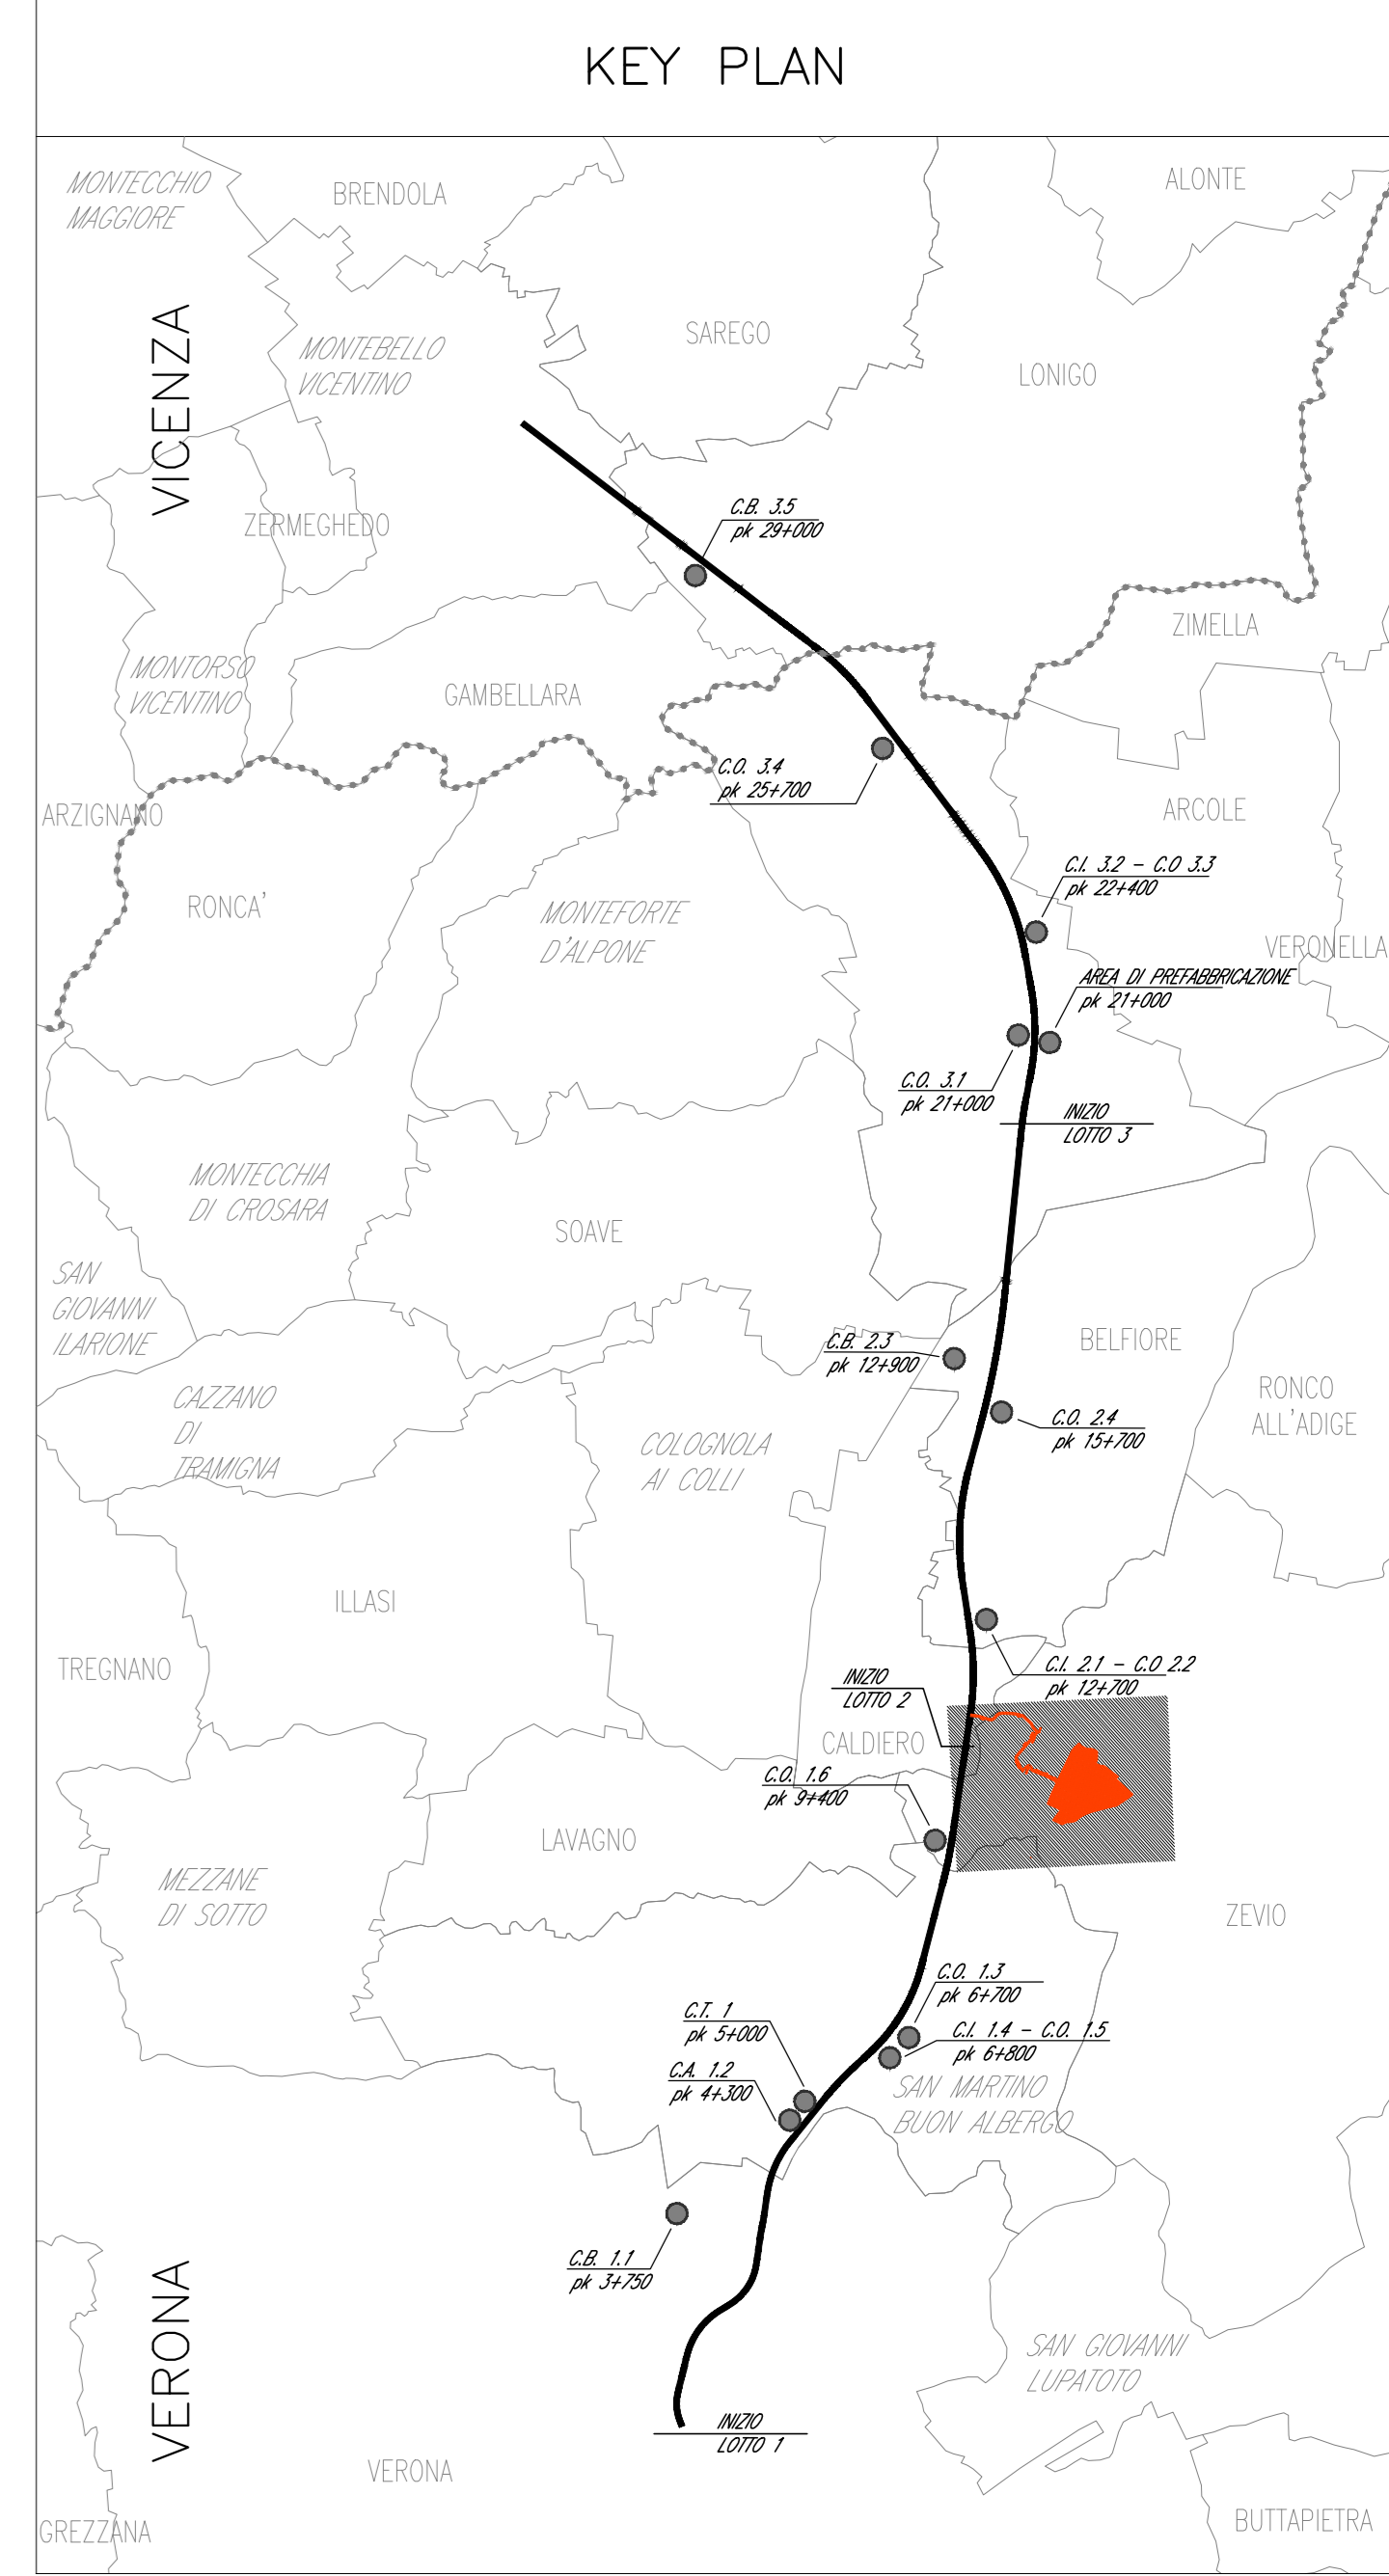 KEY PLAN
MONTECCHIO
MAGGIORE
BRENDOLA
ALONTE
VICENZA
MONTEBELLO
VICENTINO
SAREGO
LONIGO
C.B. 3.5
pk 29+000
ZERMEGHEDO
ZIMELLA
MONTORSO
VICENTINO
GAMBELLARA
C.O. 3.4
pk 25+700
ARZIGNANO
ARCOLE
C.I. 3.2 - C.O 3.3
pk 22+400
RONCA'
MONTEFORTE
D'ALPONE
VERONELLA
AREA DI PREFABBRICAZIONE
pk 21+000
C.O. 3.1
pk 21+000
INIZIO
LOTTO 3
MONTECCHIA
DI CROSARA
SOAVE
SAN
GIOVANNI
ILARIONE
C.B. 2.3
pk 12+900
BELFIORE
CAZZANO
DI
TRAMIGNA
RONCO
ALL'ADIGE
C.O. 2.4
pk 15+700
COLOGNOLA
AI COLLI
ILLASI
TREGNANO
C.I. 2.1 - C.O 2.2
pk 12+700
INIZIO
LOTTO 2
CALDIERO
C.O. 1.6
pk 9+400
LAVAGNO
MEZZANE
DI SOTTO
ZEVIO
C.O. 1.3
pk 6+700
C.T. 1
pk 5+000
C.I. 1.4 - C.O. 1.5
pk 6+800
C.A. 1.2
pk 4+300
SAN MARTINO
BUON ALBERGO
C.B. 1.1
pk 3+750
VERONA
SAN GIOVANNI
LUPATOTO
INIZIO
LOTTO 1
VERONA
GREZZANA
BUTTAPIETRA